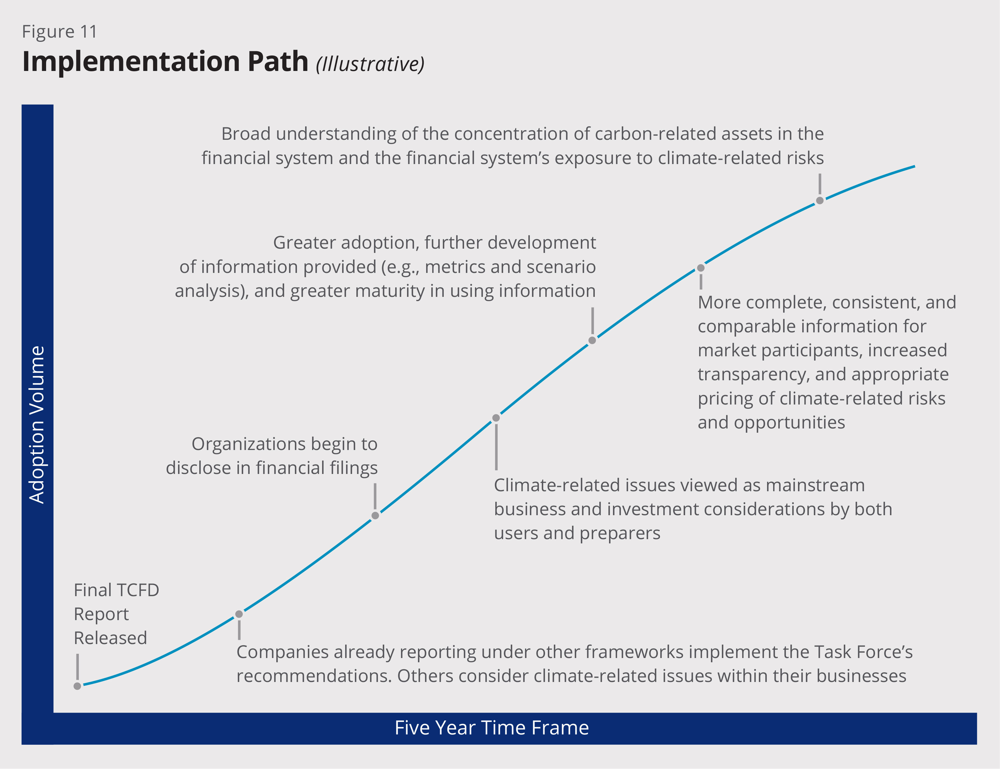 Figure 11
Implementation Path (Illustrative)
Broad understanding of the concentration of carbon-related assets in the
financial system and the financial system’s exposure to climate-related risks
Greater adoption, further development
of information provided (e.g., metrics and scenario
analysis), and greater maturity in using information
More complete, consistent, and
comparable information for
market participants, increased
transparency, and appropriate
pricing of climate-related risks
and opportunities
Organizations begin to
disclose in financial filings
Climate-related issues viewed as mainstream
business and investment considerations by both
users and preparers
Final TCFD
Report
Released
Companies already reporting under other frameworks implement the Task Force’s
recommendations. Others consider climate-related issues within their businesses
Adoption Volume
Five Year Time Frame